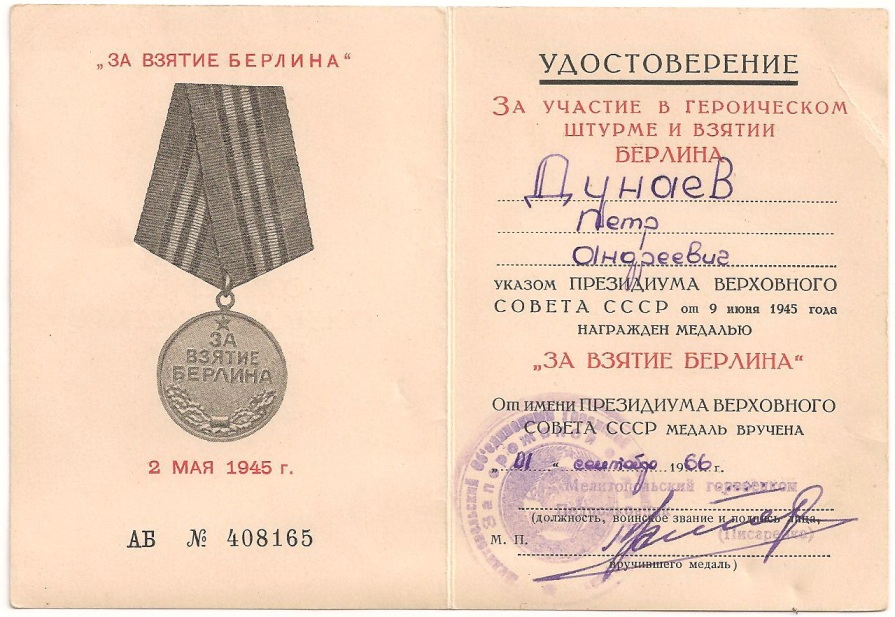 „ЗА ВЗЯТИЕ БЕРЛИНА“
ЗА
ВЗЯТИЕ
БЕРЛИНА
2 МАЯ 1945 г.
АБ № 408165
УДОСТОВЕРЕНИЕ
ЗА УЧАСТИЕ В ГЕРОИЧЕСКОМ
ШТУРМЕ И ВЗЯТИИ
БЕРЛИНА
Дунаев
Петр
Андреевич
УКАЗОМ ПРЕЗИДИУМА ВЕРХОВНОГО
СОВЕТА СССР от 9 июня 1945 года
НАГРАЖДЕН МЕДАЛЬЮ
„ЗА ВЗЯТИЕ БЕРЛИНА“
От имени ПРЕЗИДИУМА ВЕРХОВНОГО
СОВЕТА СССР МЕДАЛЬ ВРУЧЕНА
„01“ сентября 1966 г.
Мелитопольский горвоенком
(должность, воинское звание и подпись лица,
М. П. (Писаренко)
вручившего медаль)